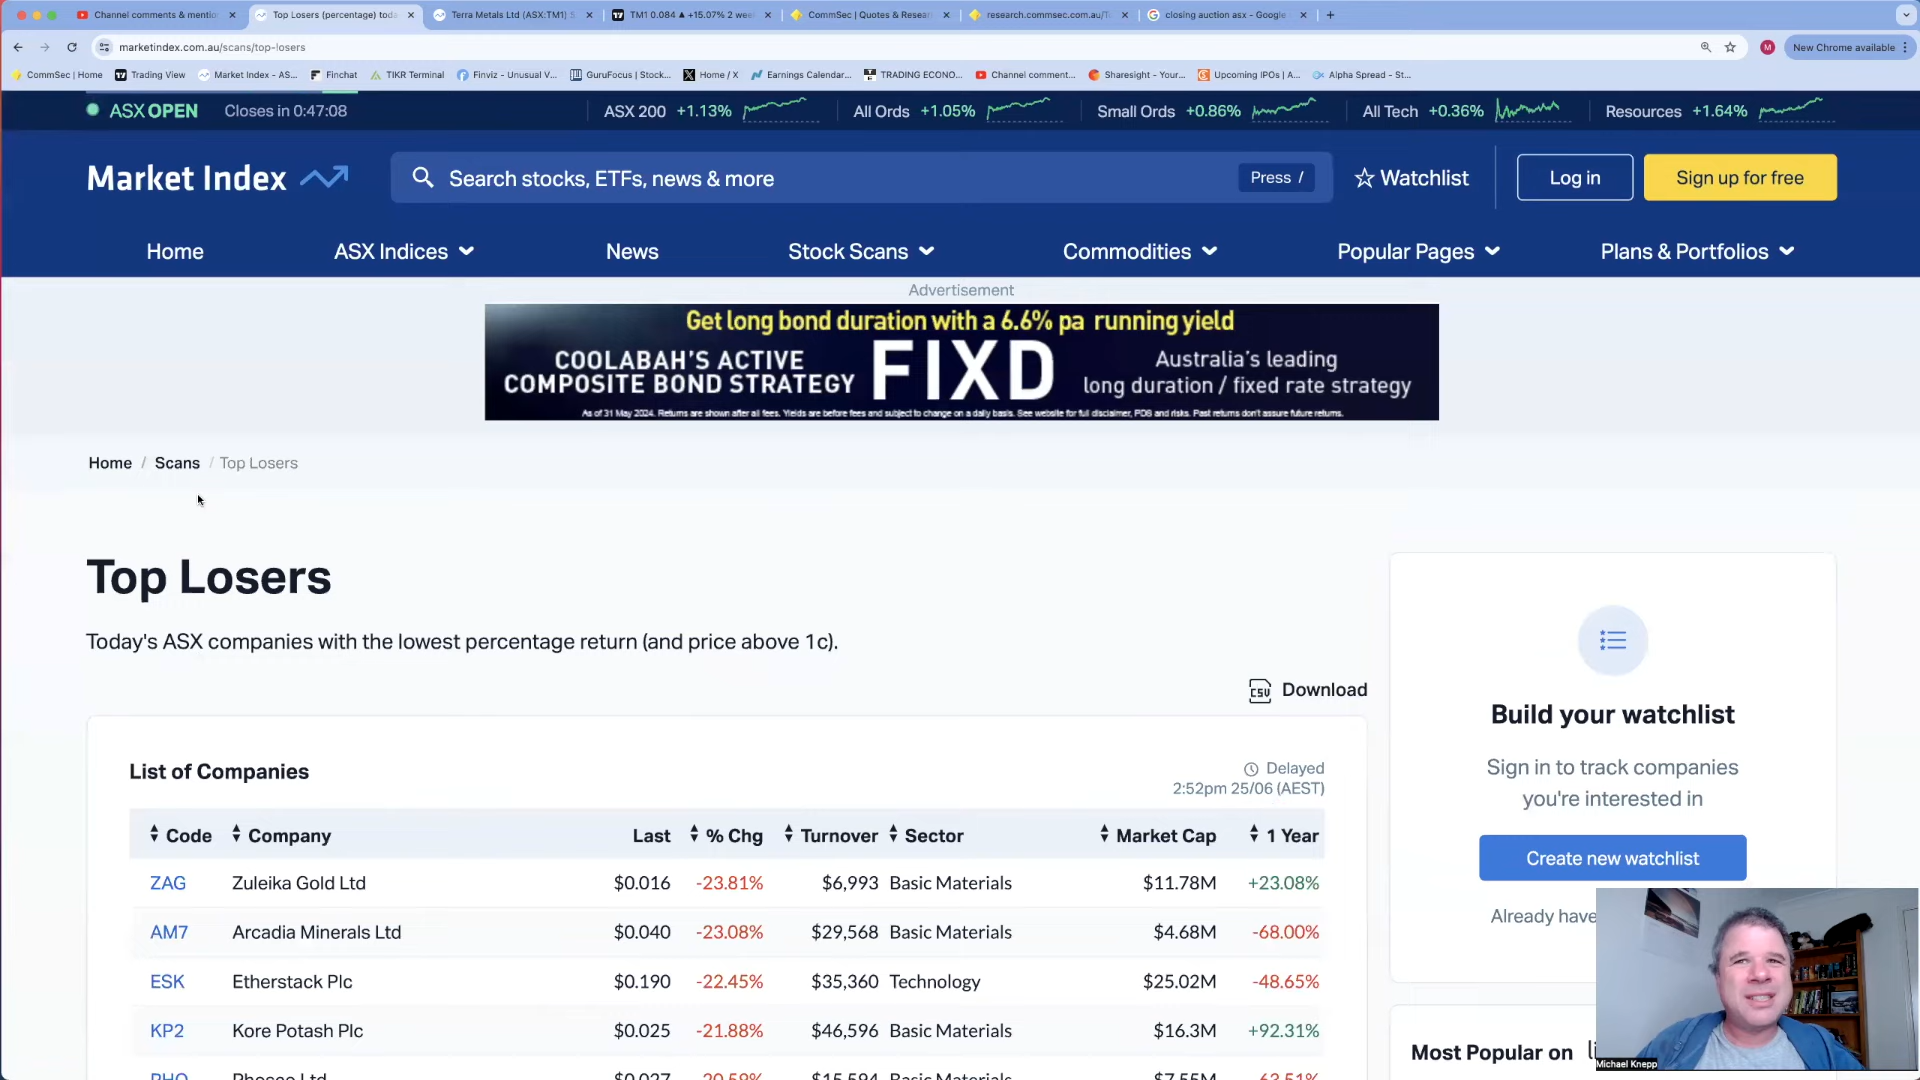 Channel comments & mentio
Top Losers (percentage) toda
Terra Metals Ltd (ASX:TM1) S
TM1 0.084 ▲ +15.07% 2 wee
CommSec | Quotes & Resear
research.commsec.com.au/T
closing auction asx - Google
marketindex.com.au/scans/top-losers
M
New Chrome available
CommSec | Home
Trading View
Market Index - AS...
Finchat
TIKR Terminal
Finviz - Unusual V...
GuruFocus | Stock...
Home / X
Earnings Calendar...
TRADING ECONO...
Channel comment...
Sharesight - Your...
Upcoming IPOs | A...
Alpha Spread - St...
ASX OPEN
Closes in 0:47:08
ASX 200 +1.13%
All Ords +1.05%
Small Ords +0.86%
All Tech +0.36%
Resources +1.64%
Market Index
Search stocks, ETFs, news & more
Press /
Watchlist
Log in
Sign up for free
Home
ASX Indices
News
Stock Scans
Commodities
Popular Pages
Plans & Portfolios
Advertisement
Get long bond duration with a 6.6% pa running yield
COOLABAH'S ACTIVE
COMPOSITE BOND STRATEGY
FIXD
Australia's leading
long duration / fixed rate strategy
As of 31 May 2024. Returns are shown after all fees. Yields are before fees and subject to change on a daily basis. See website for full disclaimer, PDS and risks. Past returns don't assure future returns.
Home / Scans / Top Losers
Top Losers
Today's ASX companies with the lowest percentage return (and price above 1c).
CSV Download
List of Companies
Delayed
2:52pm 25/06 (AEST)
Code Company Last % Chg Turnover Sector Market Cap 1 Year
ZAG Zuleika Gold Ltd $0.016 -23.81% $6,993 Basic Materials $11.78M +23.08%
AM7 Arcadia Minerals Ltd $0.040 -23.08% $29,568 Basic Materials $4.68M -68.00%
ESK Etherstack Plc $0.190 -22.45% $35,360 Technology $25.02M -48.65%
KP2 Kore Potash Plc $0.025 -21.88% $46,596 Basic Materials $16.3M +92.31%
$0.027 -20.59% $15,594 Basic Materials $7.55M -63.51%
Build your watchlist
Sign in to track companies
you're interested in
Create new watchlist
Already have
Most Popular on
Michael Knepp